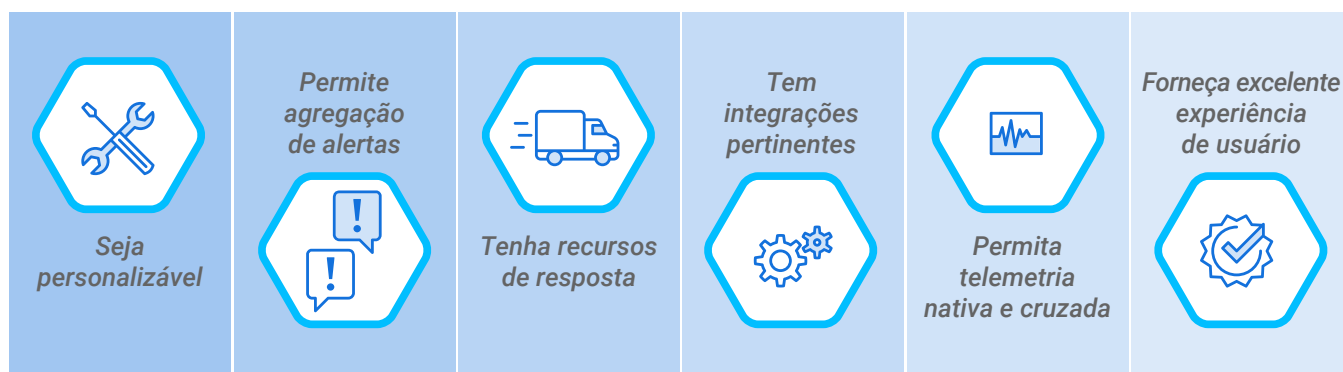 Seja
personalizável
Permite
agregação
de alertas
Tenha recursos
de resposta
Tem
integrações
pertinentes
Permita
telemetria
nativa e cruzada
Forneça excelente
experiência
de usuário